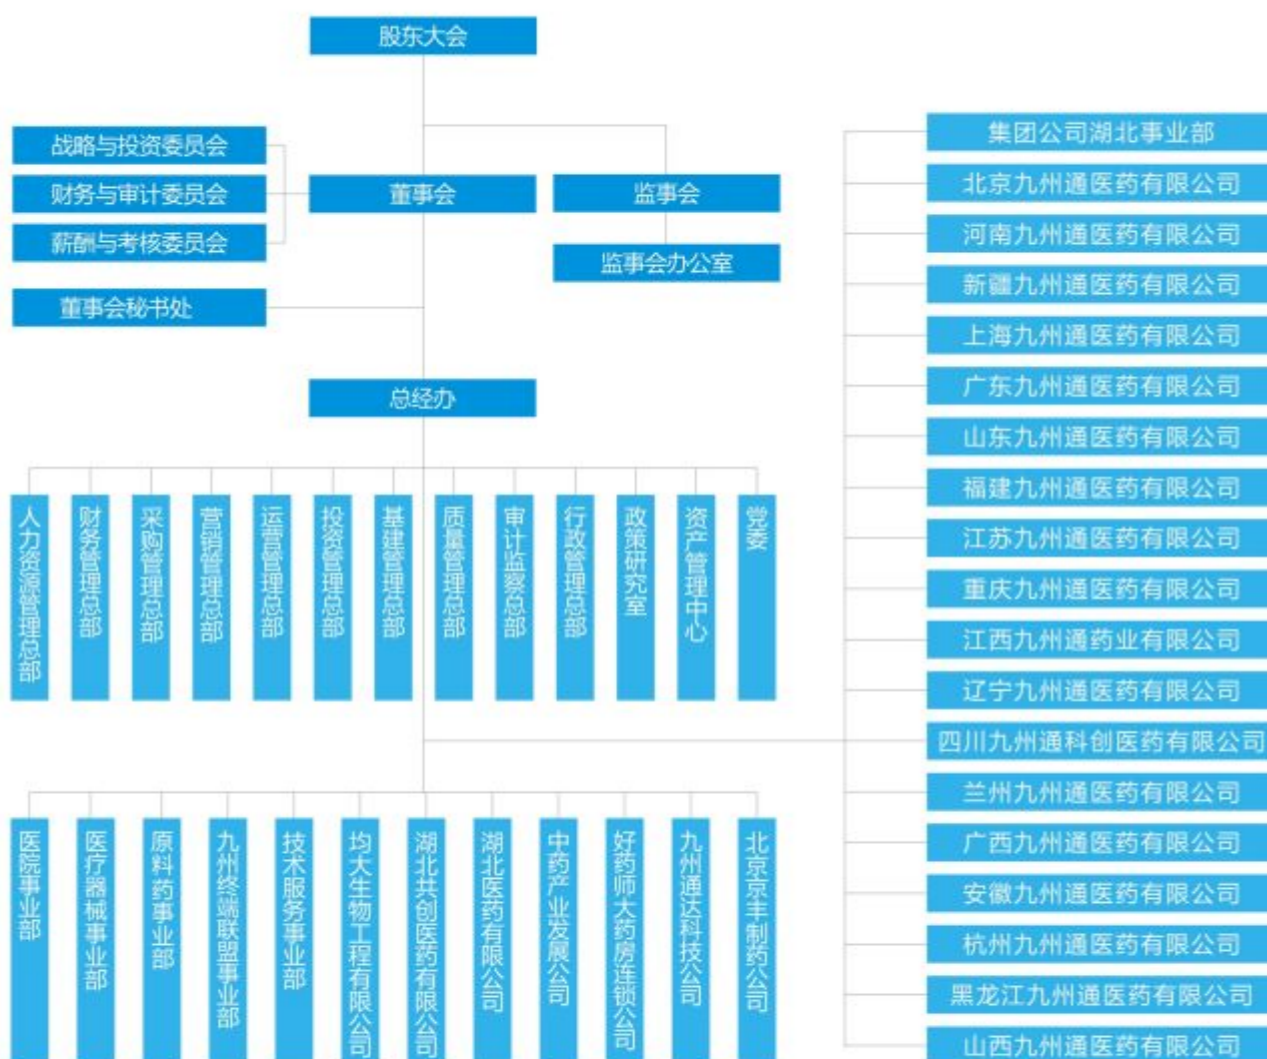 股东大会
战略与投资委员会
财务与审计委员会
薪酬与考核委员会
董事会秘书处
董事会
监事会
监事会办公室
总经办
人力资源管理总部
财务管理总部
采购管理总部
营销管理总部
运营管理总部
投资管理总部
基建管理总部
质量管理总部
审计监察总部
行政管理总部
政策研究室
资产管理中心
党委
医院事业部
医疗器械事业部
原料药事业部
九州终端联盟事业部
技术服务事业部
均大生物工程有限公司
湖北共创医药有限公司
湖北医药有限公司
中药产业发展公司
好药师大药房连锁公司
九州通达科技公司
北京京丰制药公司
集团公司湖北事业部
北京九州通医药有限公司
河南九州通医药有限公司
新疆九州通医药有限公司
上海九州通医药有限公司
广东九州通医药有限公司
山东九州通医药有限公司
福建九州通医药有限公司
江苏九州通医药有限公司
重庆九州通医药有限公司
江西九州通药业有限公司
辽宁九州通医药有限公司
四川九州通科创医药有限公司
兰州九州通医药有限公司
广西九州通医药有限公司
安徽九州通医药有限公司
杭州九州通医药有限公司
黑龙江九州通医药有限公司
山西九州通医药有限公司